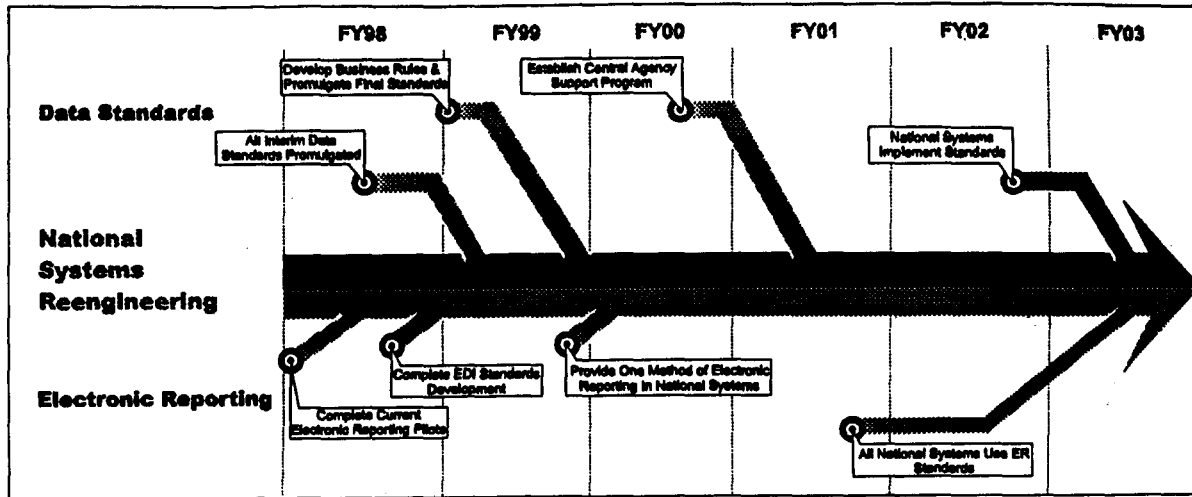 FY98 FY99 FY00 FY01 FY02 FY03
Develop Business Rules &
Promulgate Final Standards
Establish Central Agency
Support Program
Data Standards
All Interim Data
Standards Promulgated
National Systems
Implement Standards
National
Systems
Reengineering
Complete EDI Standards
Development
Provide One Method of Electronic
Reporting in National Systems
Electronic Reporting
Complete Current
Electronic Reporting Pilots
All National Systems Use ER
Standards